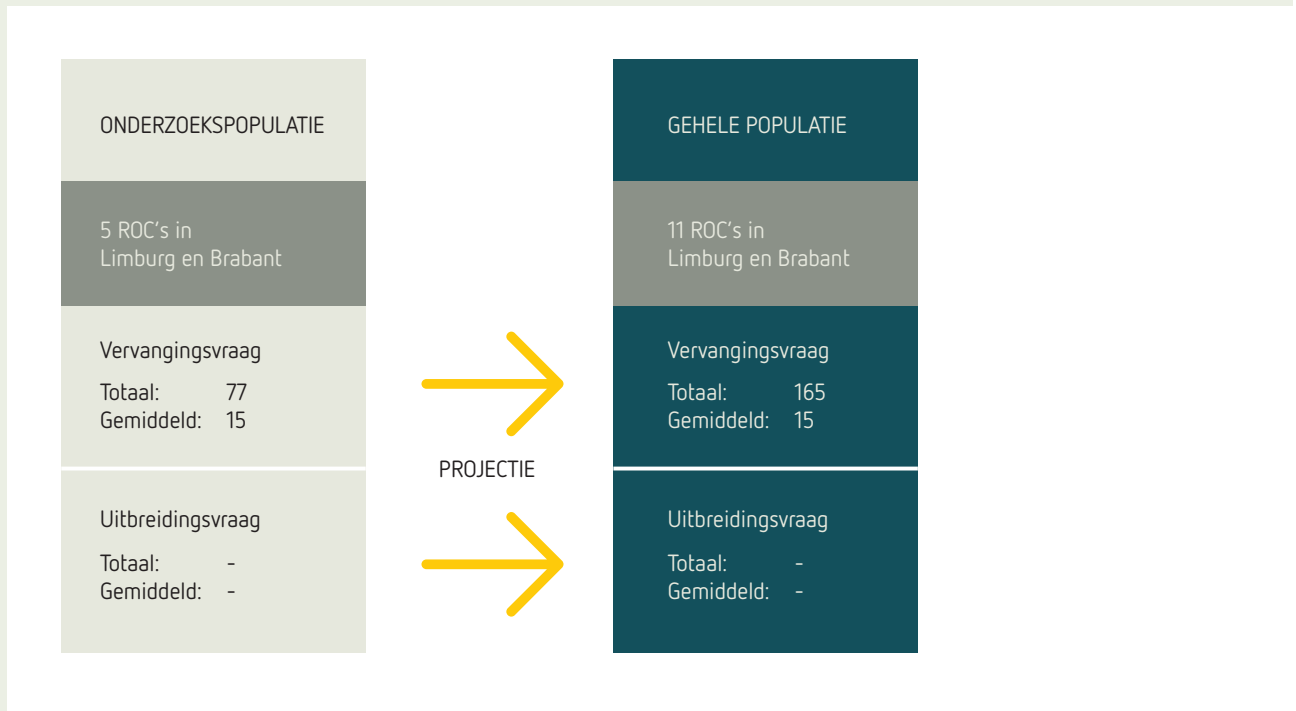 ONDERZOEKSPOPULATIE
5 ROC's in
Limburg en Brabant
Vervangingsvraag
Totaal: 77
Gemiddeld: 15
Uitbreidingsvraag
Totaal: -
Gemiddeld: -
PROJECTIE
GEHELE POPULATIE
11 ROC's in
Limburg en Brabant
Vervangingsvraag
Totaal: 165
Gemiddeld: 15
Uitbreidingsvraag
Totaal: -
Gemiddeld: -